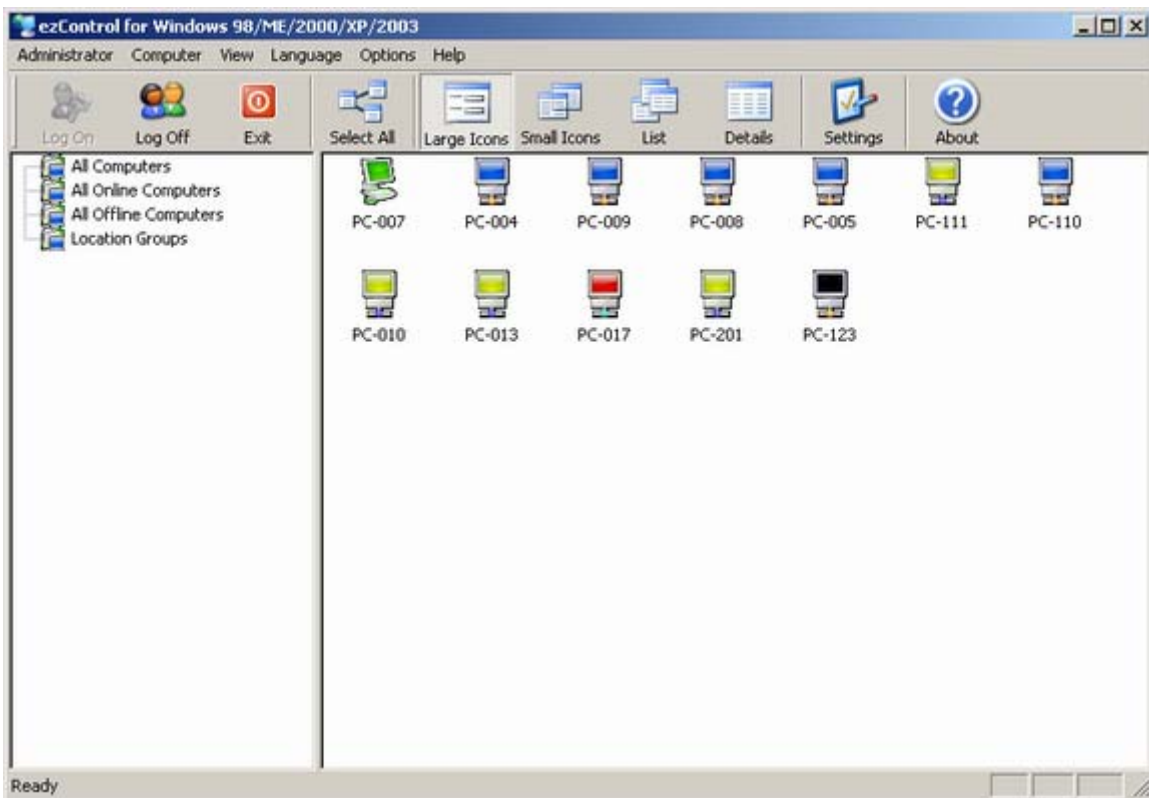 ezControl for Windows 98/ME/2000/XP/2003
Administrator Computer View Language Options Help
Log On Log Off Exit Select All Large Icons Small Icons List Details Settings About
All Computers
All Online Computers
All Offline Computers
Location Groups
PC-007 PC-004 PC-009 PC-008 PC-005 PC-111 PC-110
PC-010 PC-013 PC-017 PC-201 PC-123
Ready